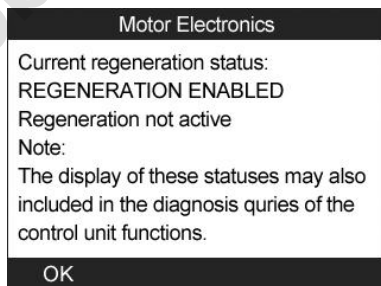 Motor Electronics
Current regeneration status:
REGENERATION ENABLED
Regeneration not active
Note:
The display of these statuses may also
included in the diagnosis quries of the
control unit functions.
OK